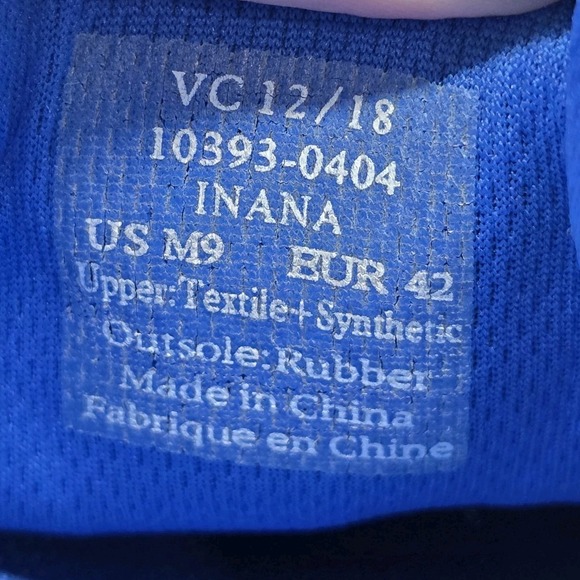 VC 12/18
10393-0404
INANA
US M9 EUR 42
Upper:Textile+Synthetic
Outsole:Rubber
Made in China
Fabrique en Chine